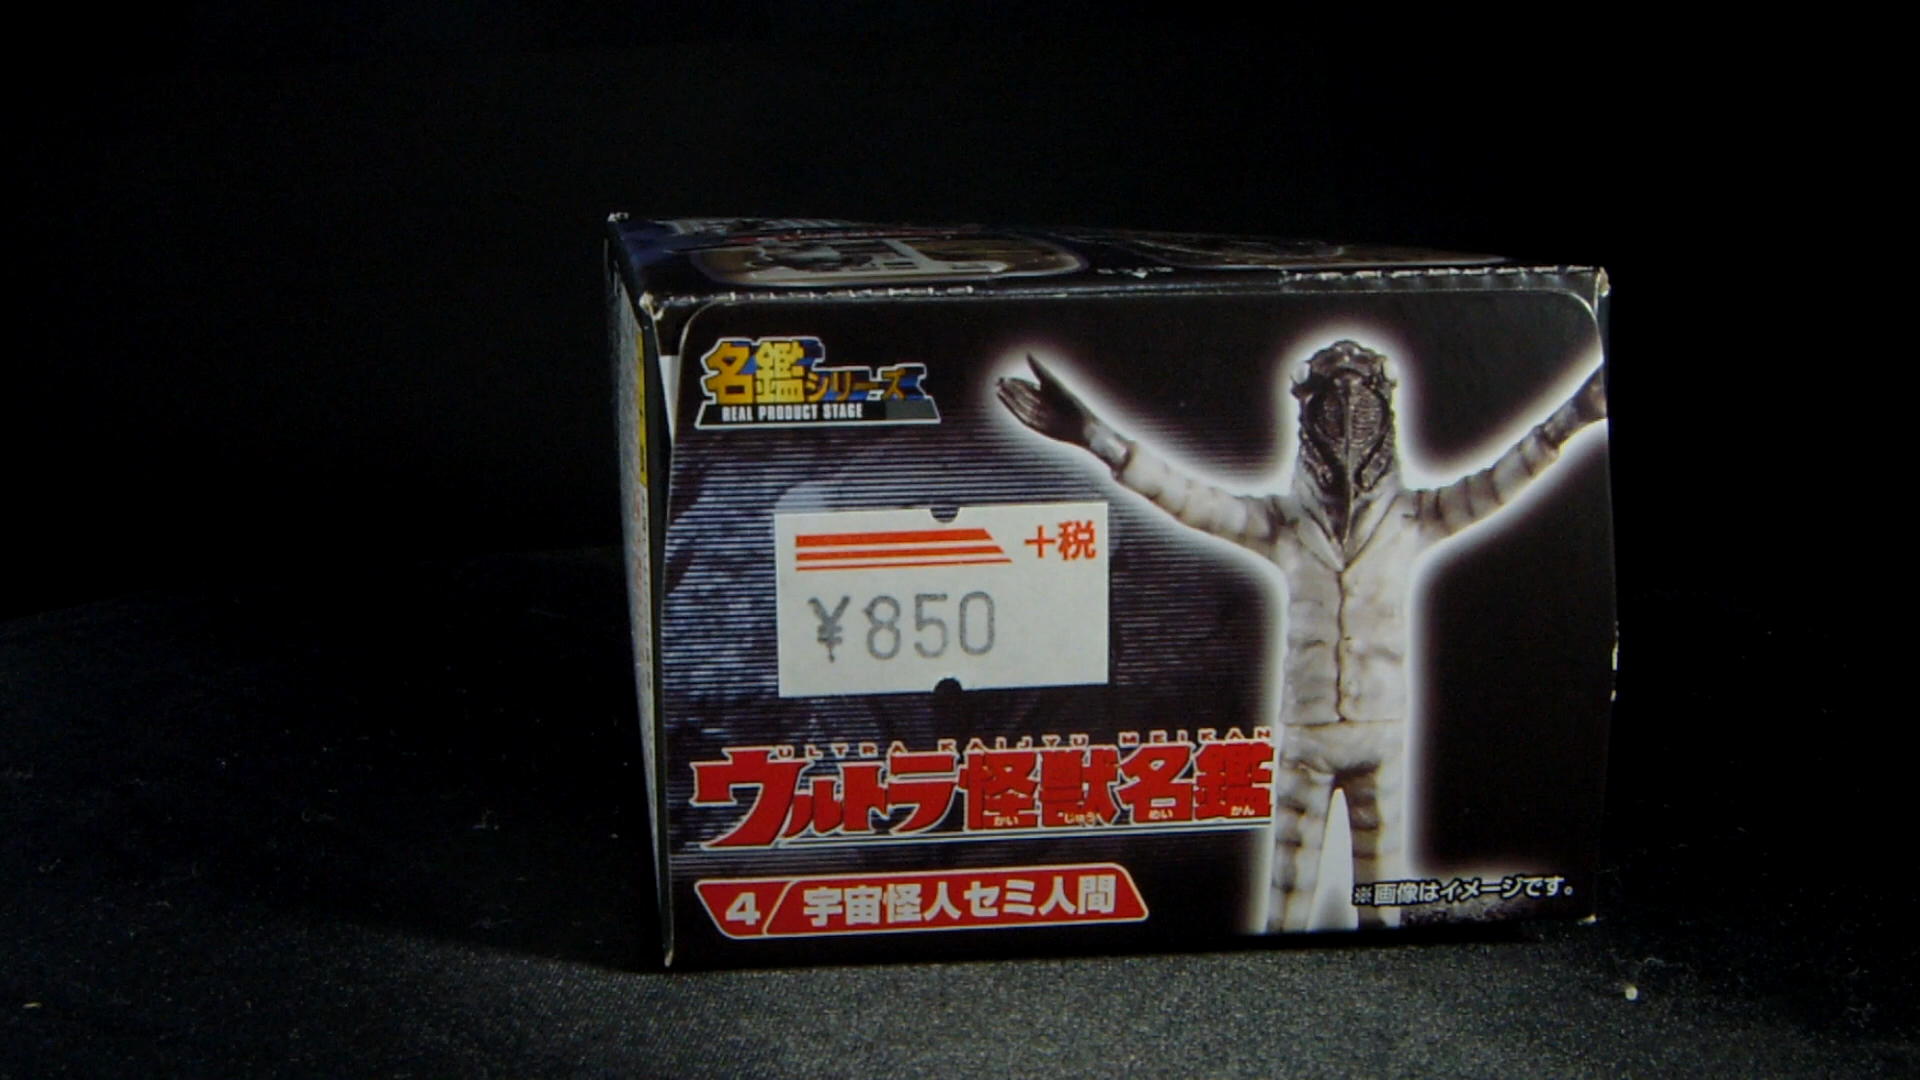 名鑑シリーズ
REAL PRODUCT STAGE
+税
¥850
ULTRA KAIJYU MEIKAN
ウルトラ怪獣名鑑
かい じゅう めい かん
4 宇宙怪人セミ人間
※画像はイメージです。